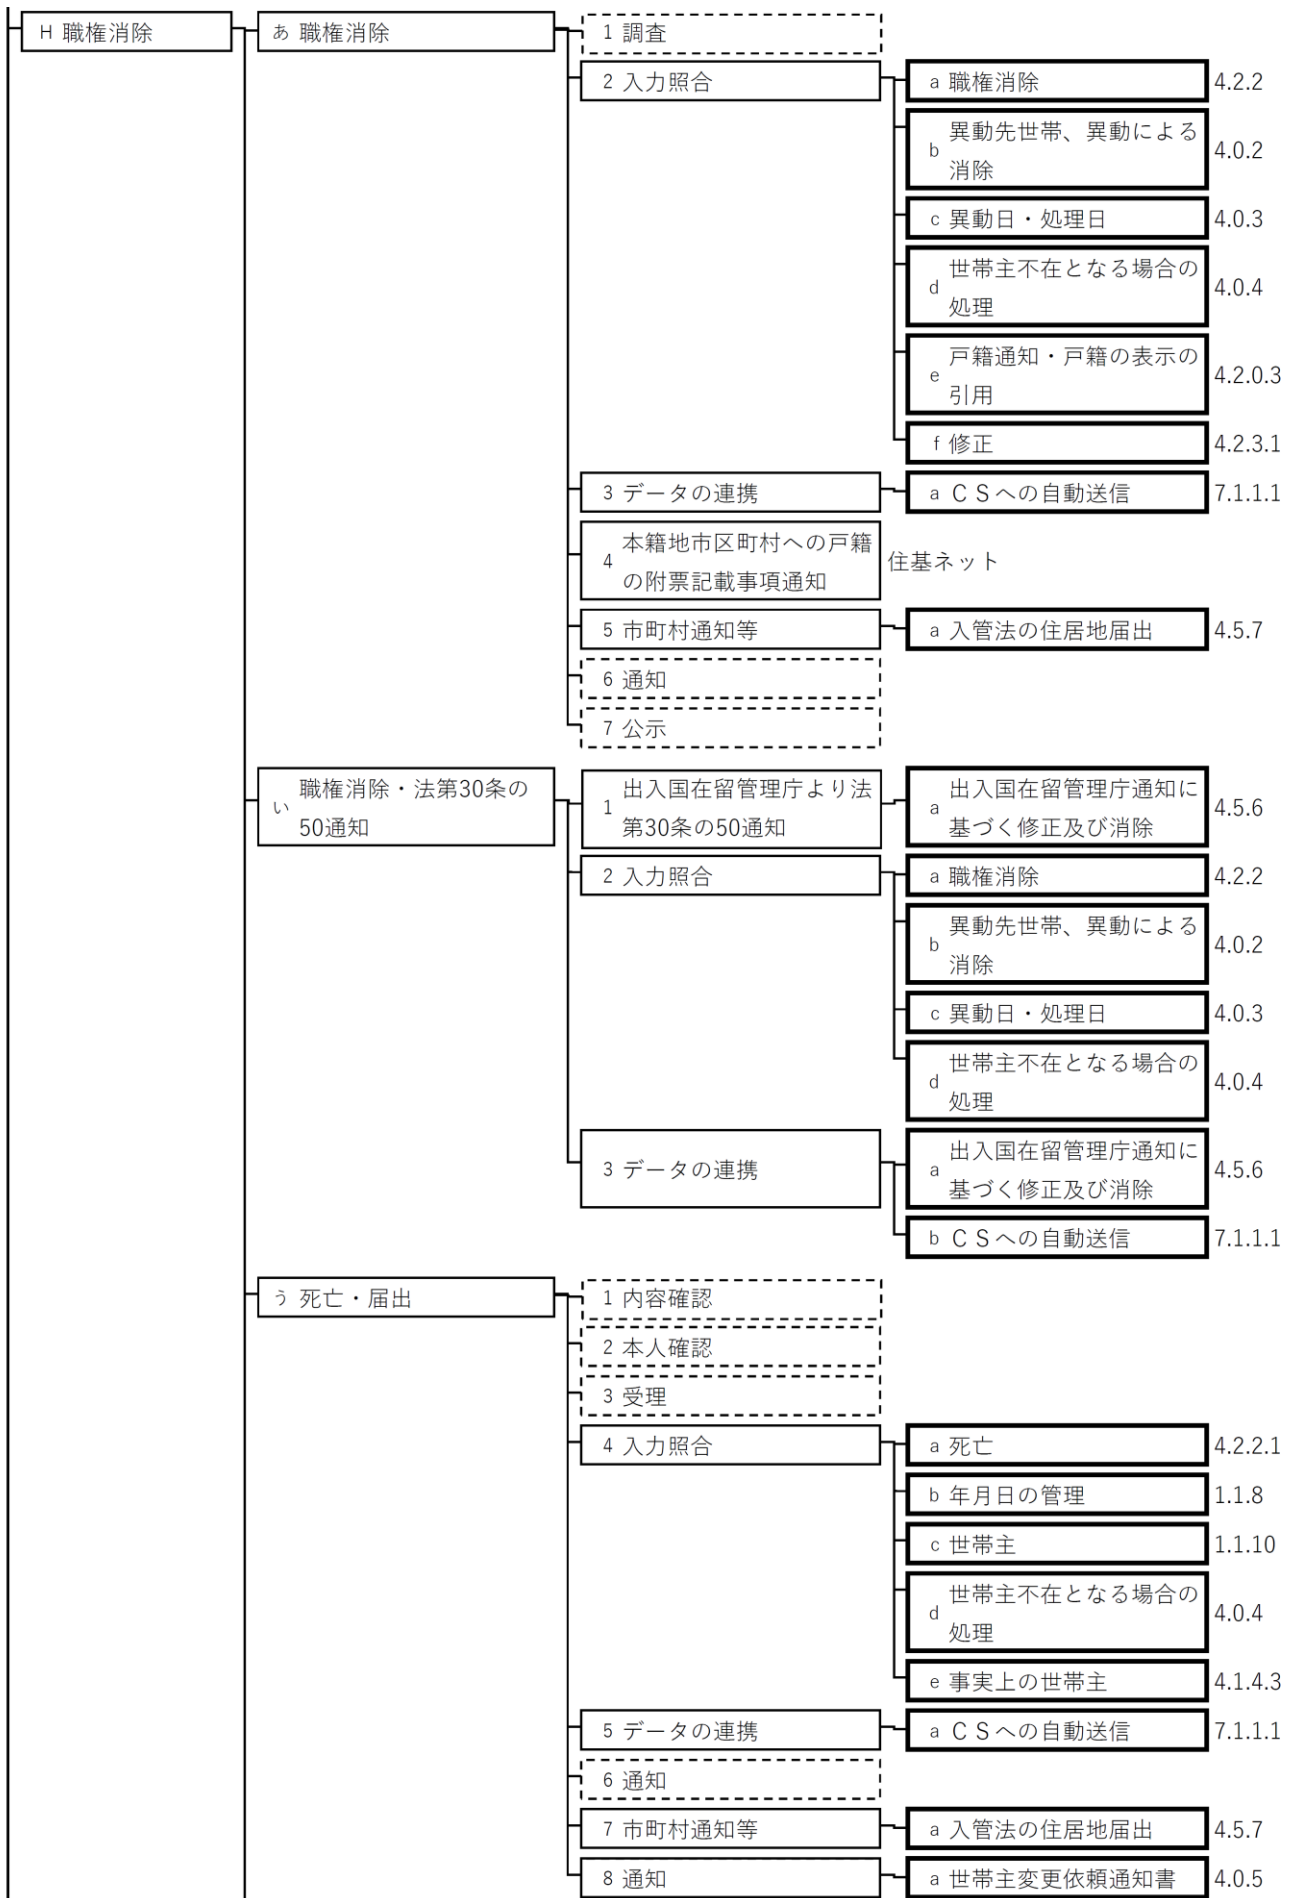 H 職権消除
あ 職権消除
1 調査
2 入力照合
a 職権消除 4.2.2
異動先世帯、異動による
b 4.0.2
消除
c 異動日・処理日 4.0.3
世帯主不在となる場合の
d 4.0.4
処理
戸籍通知・戸籍の表示の
e 4.2.0.3
引用
f 修正 4.2.3.1
3 データの連携
a ＣＳへの自動送信 7.1.1.1
本籍地市区町村への戸籍
4 住基ネット
の附票記載事項通知
5 市町村通知等
a 入管法の住居地届出 4.5.7
6 通知
7 公示
職権消除・法第30条の
い
50通知
出入国在留管理庁より法
1
第30条の50通知
出入国在留管理庁通知に
a 4.5.6
基づく修正及び消除
2 入力照合
a 職権消除 4.2.2
異動先世帯、異動による
b 4.0.2
消除
c 異動日・処理日 4.0.3
世帯主不在となる場合の
d 4.0.4
処理
3 データの連携
出入国在留管理庁通知に
a 4.5.6
基づく修正及び消除
b ＣＳへの自動送信 7.1.1.1
う 死亡・届出
1 内容確認
2 本人確認
3 受理
4 入力照合
a 死亡 4.2.2.1
b 年月日の管理 1.1.8
c 世帯主 1.1.10
世帯主不在となる場合の
d 4.0.4
処理
e 事実上の世帯主 4.1.4.3
5 データの連携
a ＣＳへの自動送信 7.1.1.1
6 通知
7 市町村通知等
a 入管法の住居地届出 4.5.7
8 通知
a 世帯主変更依頼通知書 4.0.5